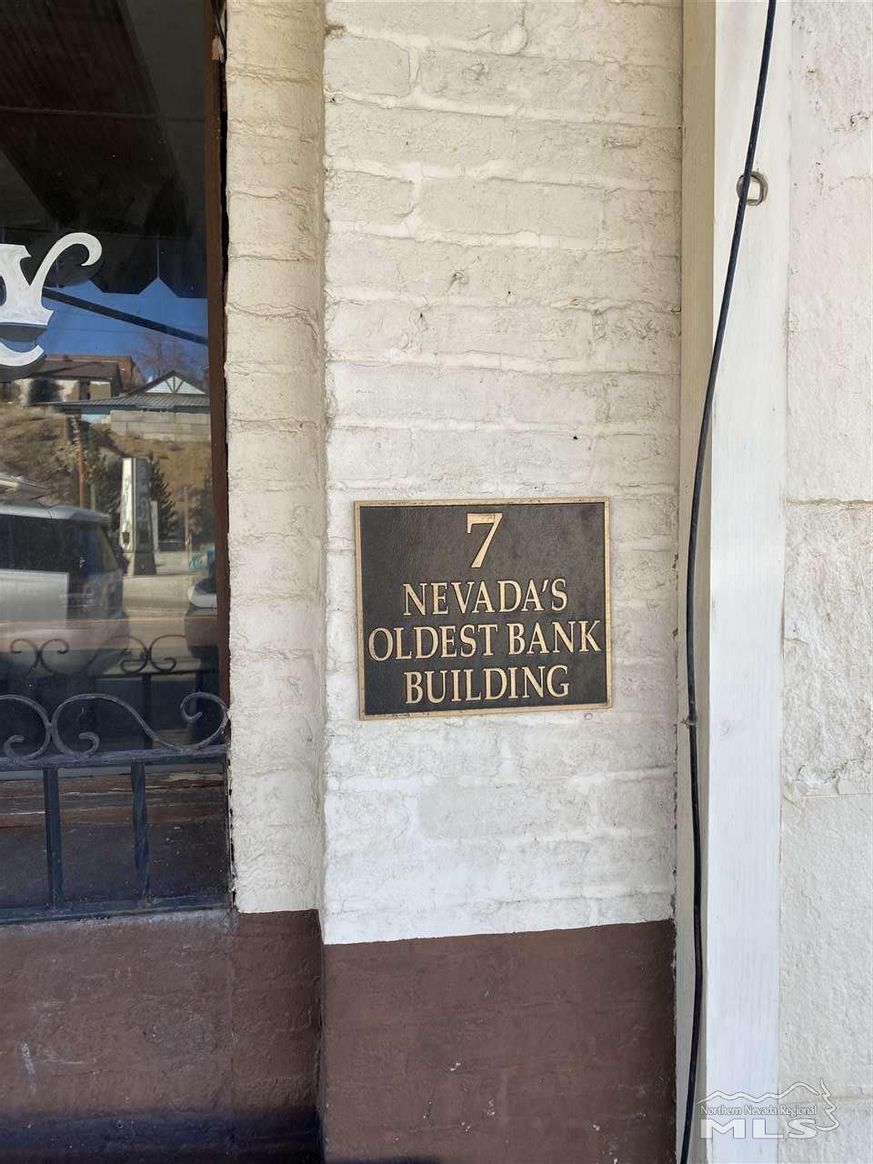 7
NEVADA'S
OLDEST BANK
BUILDING
Northern Nevada Regional
MLS